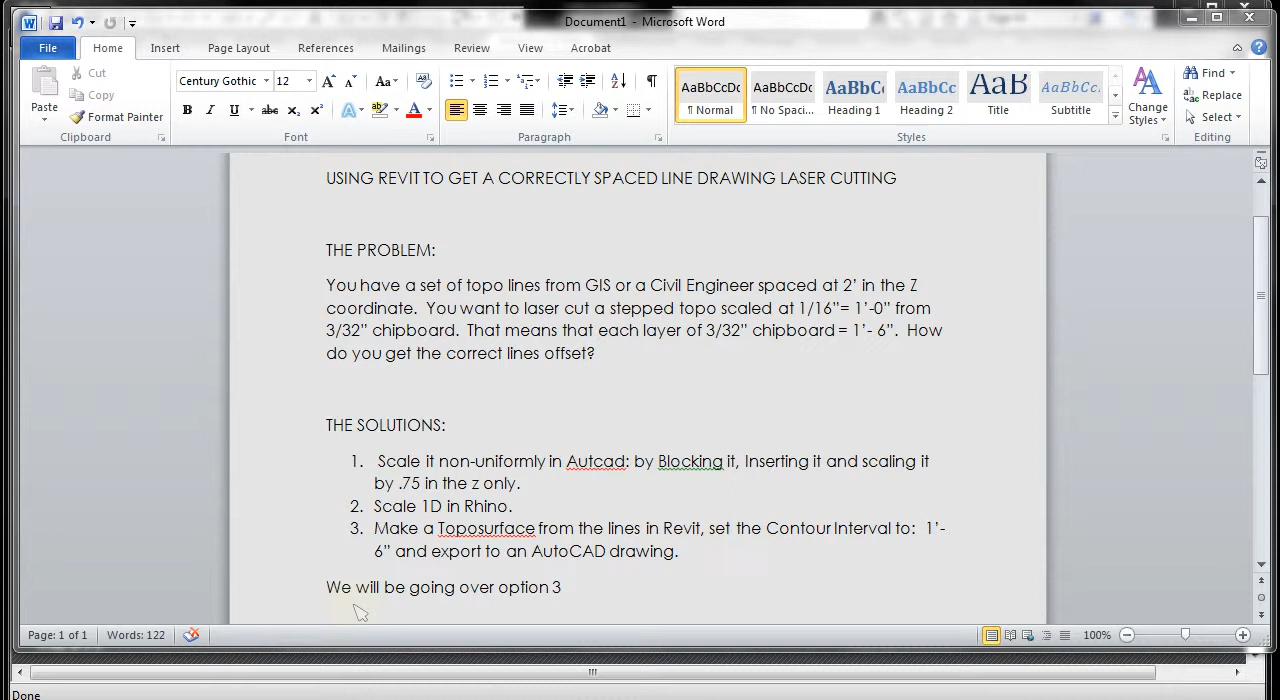 Document1 - Microsoft Word
File Home Insert Page Layout References Mailings Review View Acrobat
Paste
Cut
Copy
Format Painter
Clipboard
Century Gothic 12
Aa
B I U abc x₂ x²
A
Font
Paragraph
AaBbCcDc AaBbCcDc AaBbC AaBbCc AaB AaBbCc.
¶ Normal ¶ No Spaci... Heading 1 Heading 2 Title Subtitle
Styles
Change
Styles
Find
Replace
Select
Editing
USING REVIT TO GET A CORRECTLY SPACED LINE DRAWING LASER CUTTING
THE PROBLEM:
You have a set of topo lines from GIS or a Civil Engineer spaced at 2’ in the Z
coordinate. You want to laser cut a stepped topo scaled at 1/16”= 1’-0” from
3/32” chipboard. That means that each layer of 3/32” chipboard = 1’- 6”. How
do you get the correct lines offset?
THE SOLUTIONS:
1. Scale it non-uniformly in Autcad: by Blocking it, Inserting it and scaling it
by .75 in the z only.
2. Scale 1D in Rhino.
3. Make a Toposurface from the lines in Revit, set the Contour Interval to: 1’-
6” and export to an AutoCAD drawing.
We will be going over option 3
Page: 1 of 1 Words: 122 100%
Done